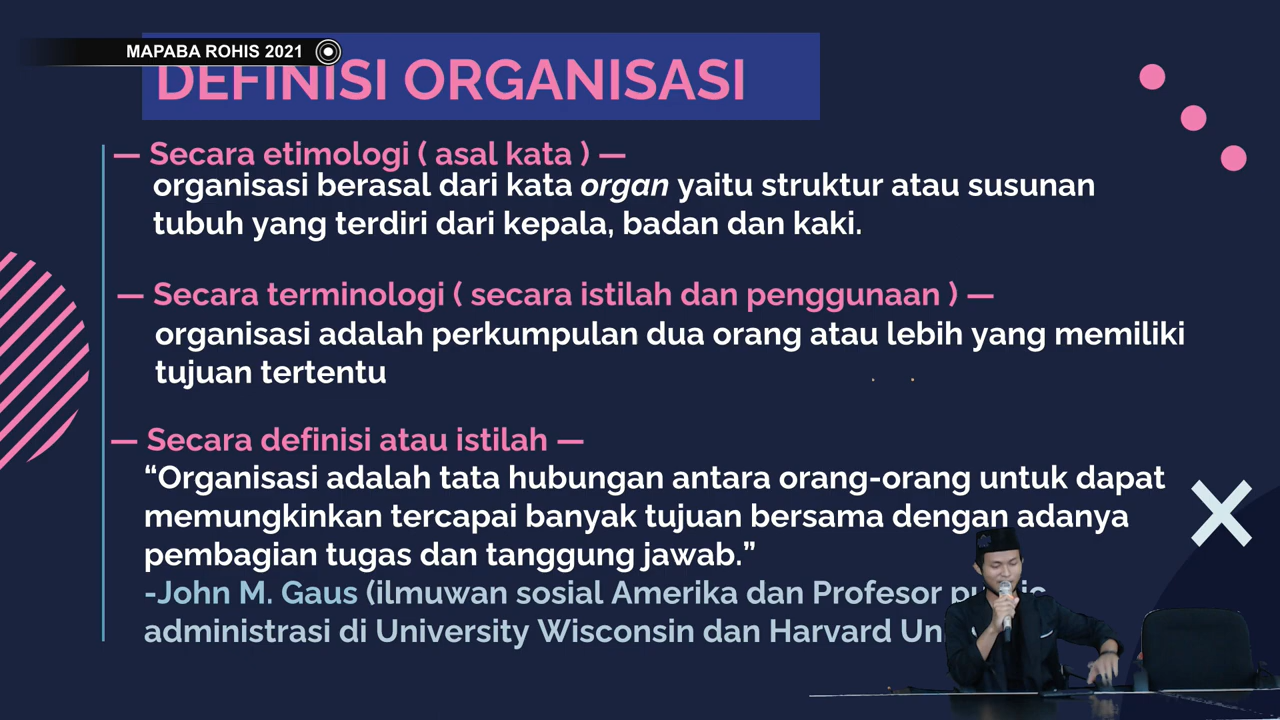 MAPABA ROHIS 2021
DEFINISI ORGANISASI
— Secara etimologi ( asal kata ) —
organisasi berasal dari kata organ yaitu struktur atau susunan
tubuh yang terdiri dari kepala, badan dan kaki.
— Secara terminologi ( secara istilah dan penggunaan ) —
organisasi adalah perkumpulan dua orang atau lebih yang memiliki
tujuan tertentu
— Secara definisi atau istilah —
“Organisasi adalah tata hubungan antara orang-orang untuk dapat
memungkinkan tercapai banyak tujuan bersama dengan adanya
pembagian tugas dan tanggung jawab.”
-John M. Gaus (ilmuwan sosial Amerika dan Profesor
administrasi di University Wisconsin dan Harvard